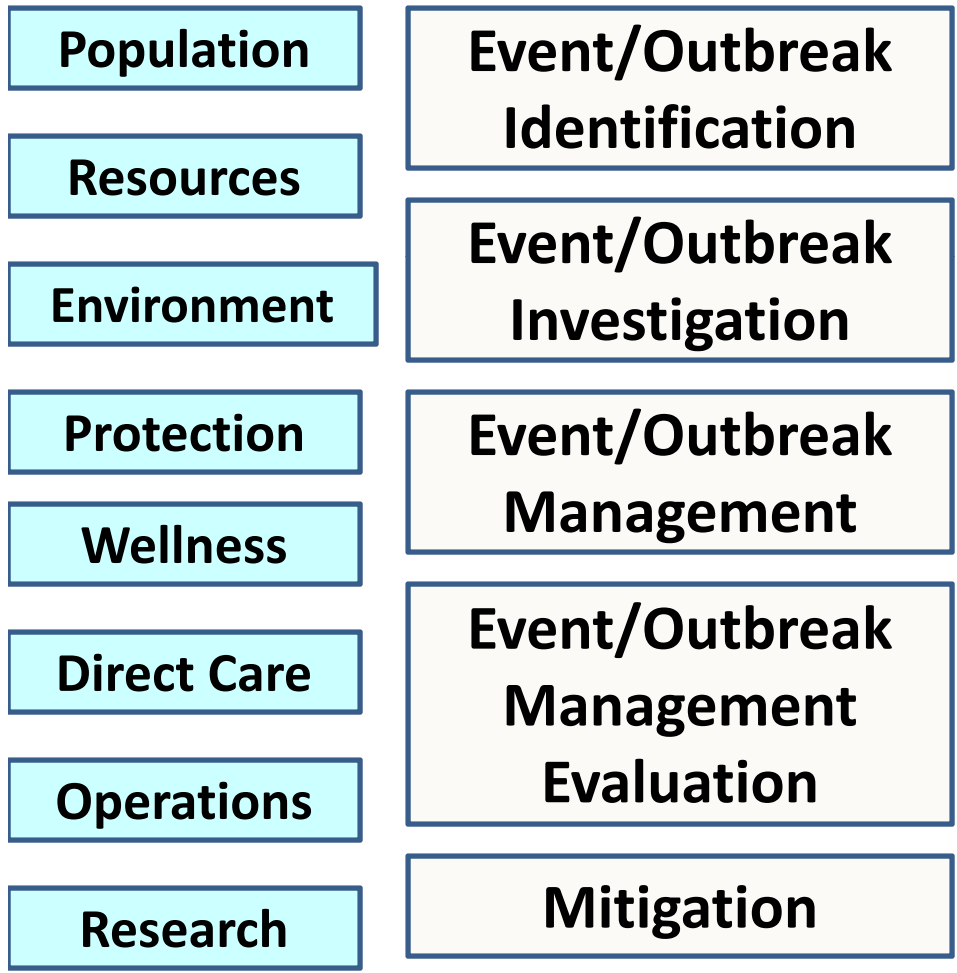 Population
Resources
Environment
Protection
Wellness
Direct Care
Operations
Research
Event/Outbreak
Identification
Event/Outbreak
Investigation
Event/Outbreak
Management
Event/Outbreak
Management
Evaluation
Mitigation